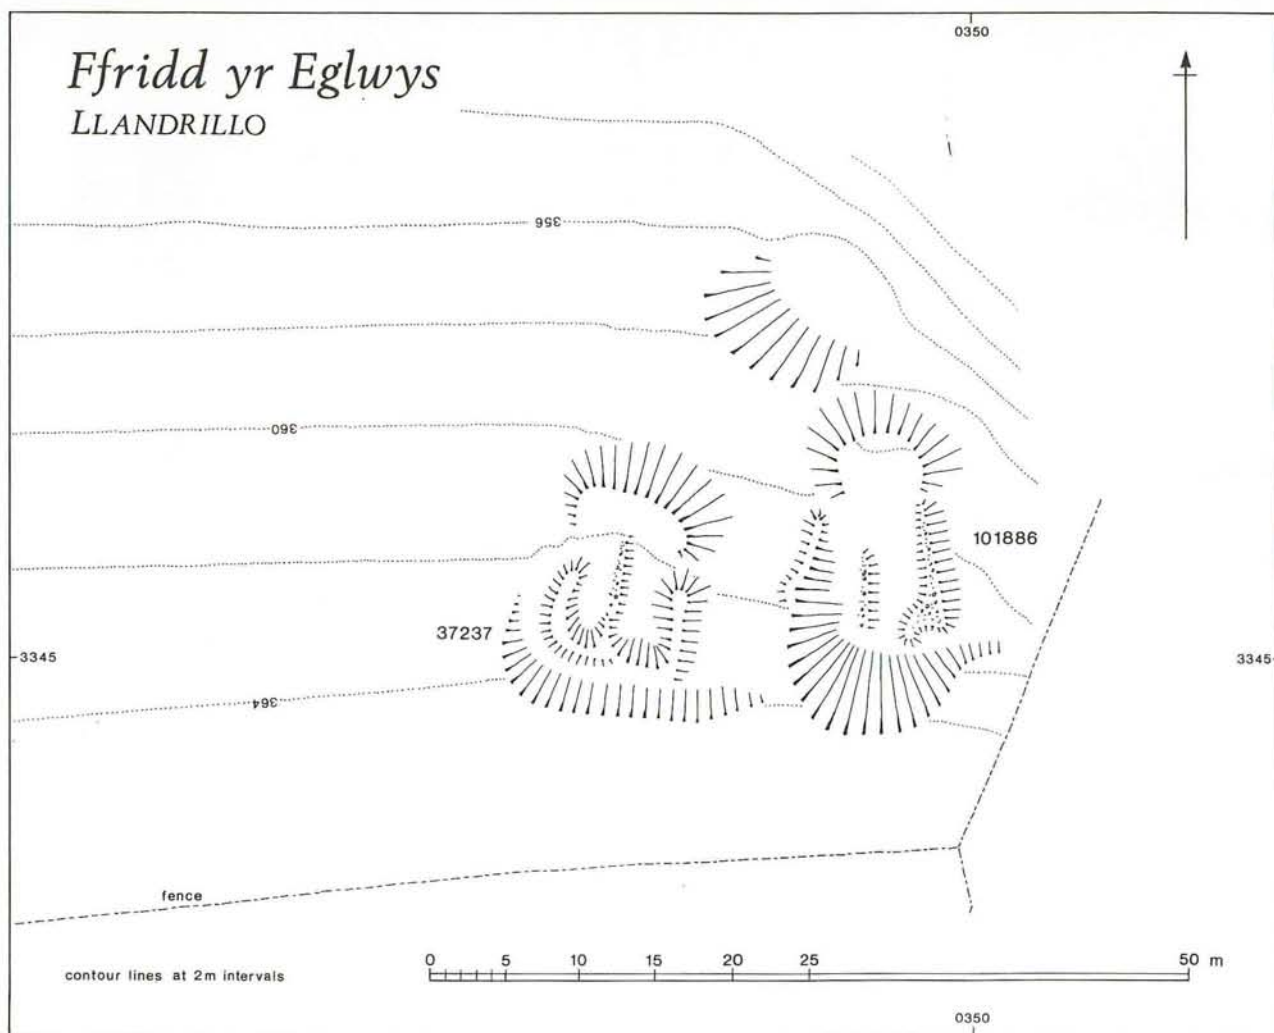 0350
Ffridd yr Eglwys
LLANDRILLO
356
360
101886
37237
3345
3345
364
fence
contour lines at 2m intervals
0 5 10 15 20 25 50 m
0350